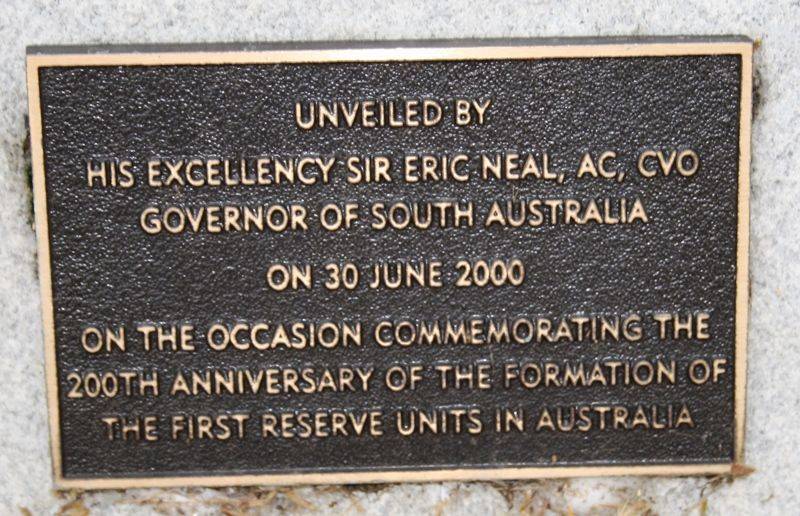 UNVEILED BY
HIS EXCELLENCY SIR ERIC NEAL, AC, CVO
GOVERNOR OF SOUTH AUSTRALIA
ON 30 JUNE 2000
ON THE OCCASION COMMEMORATING THE
200TH ANNIVERSARY OF THE FORMATION OF
THE FIRST RESERVE UNITS IN AUSTRALIA